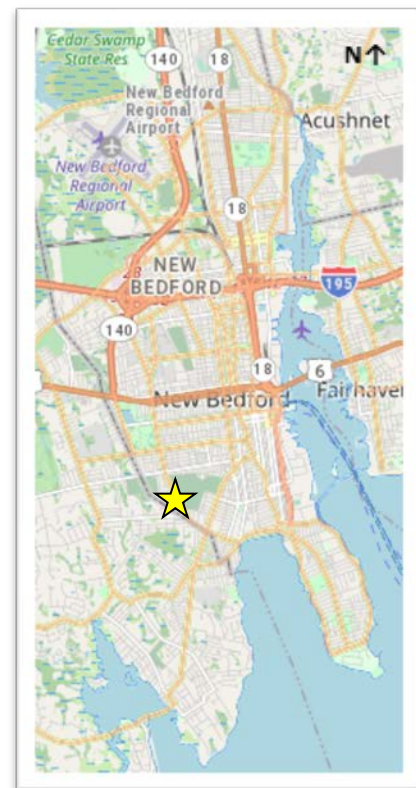 Cedar Swamp
State Res
140
18
N↑
New Bedford
Regional
Airport
Acushnet
New Bedford
Regional
Airport
18
NEW
BEDFORD
195
140
18
6
New Bedford
Fairhaven